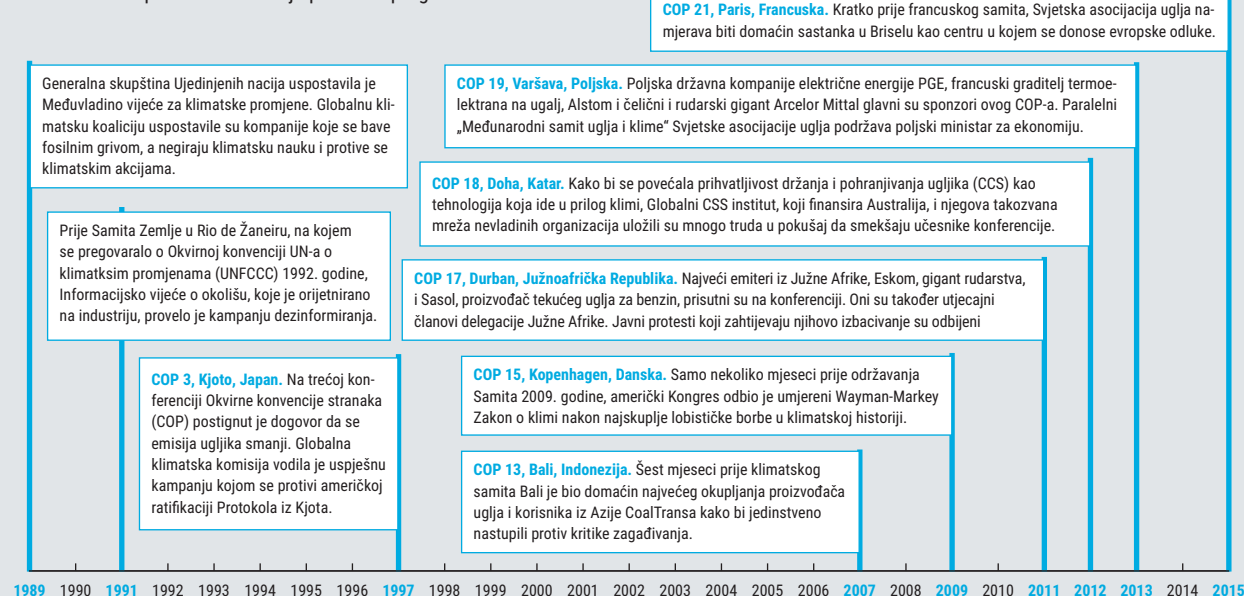 COP 21, Paris, Francuska. Kratko prije francuskog samita, Svjetska asocijacija uglja na-
mjerava biti domaćin sastanka u Briselu kao centru u kojem se donose evropske odluke.
Generalna skupština Ujedinjenih nacija uspostavila je
Međuvladino vijeće za klimatske promjene. Globalnu kli-
matsku koaliciju uspostavile su kompanije koje se bave
fosilnim grivom, a negiraju klimatsku nauku i protive se
klimatskim akcijama.
COP 19, Varšava, Poljska. Poljska državna kompanije električne energije PGE, francuski graditelj termoe-
lektrana na ugalj, Alstom i čelični i rudarski gigant Arcelor Mittal glavni su sponzori ovog COP-a. Paralelni
„Međunarodni samit uglja i klime“ Svjetske asocijacije uglja podržava poljski ministar za ekonomiju.
COP 18, Doha, Katar. Kako bi se povećala prihvatljivost držanja i pohranjivanja ugljika (CCS) kao
tehnologija koja ide u prilog klimi, Globalni CSS institut, koji finansira Australija, i njegova takozvana
mreža nevladinih organizacija uložili su mnogo truda u pokušaj da smekšaju učesnike konferencije.
Prije Samita Zemlje u Rio de Žaneiru, na kojem
se pregovaralo o Okvirnoj konvenciji UN-a o
klimatksim promjenama (UNFCCC) 1992. godine,
Informacijsko vijeće o okolišu, koje je orijetnirano
na industriju, provelo je kampanju dezinformiranja.
COP 17, Durban, Južnoafrička Republika. Najveći emiteri iz Južne Afrike, Eskom, gigant rudarstva,
i Sasol, proizvođač tekućeg uglja za benzin, prisutni su na konferenciji. Oni su također utjecajni
članovi delegacije Južne Afrike. Javni protesti koji zahtijevaju njihovo izbacivanje su odbijeni
COP 3, Kjoto, Japan. Na trećoj kon-
ferenciji Okvirne konvencije stranaka
(COP) postignut je dogovor da se
emisija ugljika smanji. Globalna
klimatska komisija vodila je uspješnu
kampanju kojom se protivi američkoj
ratifikaciji Protokola iz Kjota.
COP 15, Kopenhagen, Danska. Samo nekoliko mjeseci prije održavanja
Samita 2009. godine, američki Kongres odbio je umjereni Wayman-Markey
Zakon o klimi nakon najskuplje lobističke borbe u klimatskoj historiji.
COP 13, Bali, Indonezija. Šest mjeseci prije klimatskog
samita Bali je bio domaćin najvećeg okupljanja proizvođača
uglja i korisnika iz Azije CoalTransa kako bi jedinstveno
nastupili protiv kritike zagađivanja.
1989 1990 1991 1992 1993 1994 1995 1996 1997 1998 1999 2000 2001 2002 2003 2004 2005 2006 2007 2008 2009 2010 2011 2012 2013 2014 2015